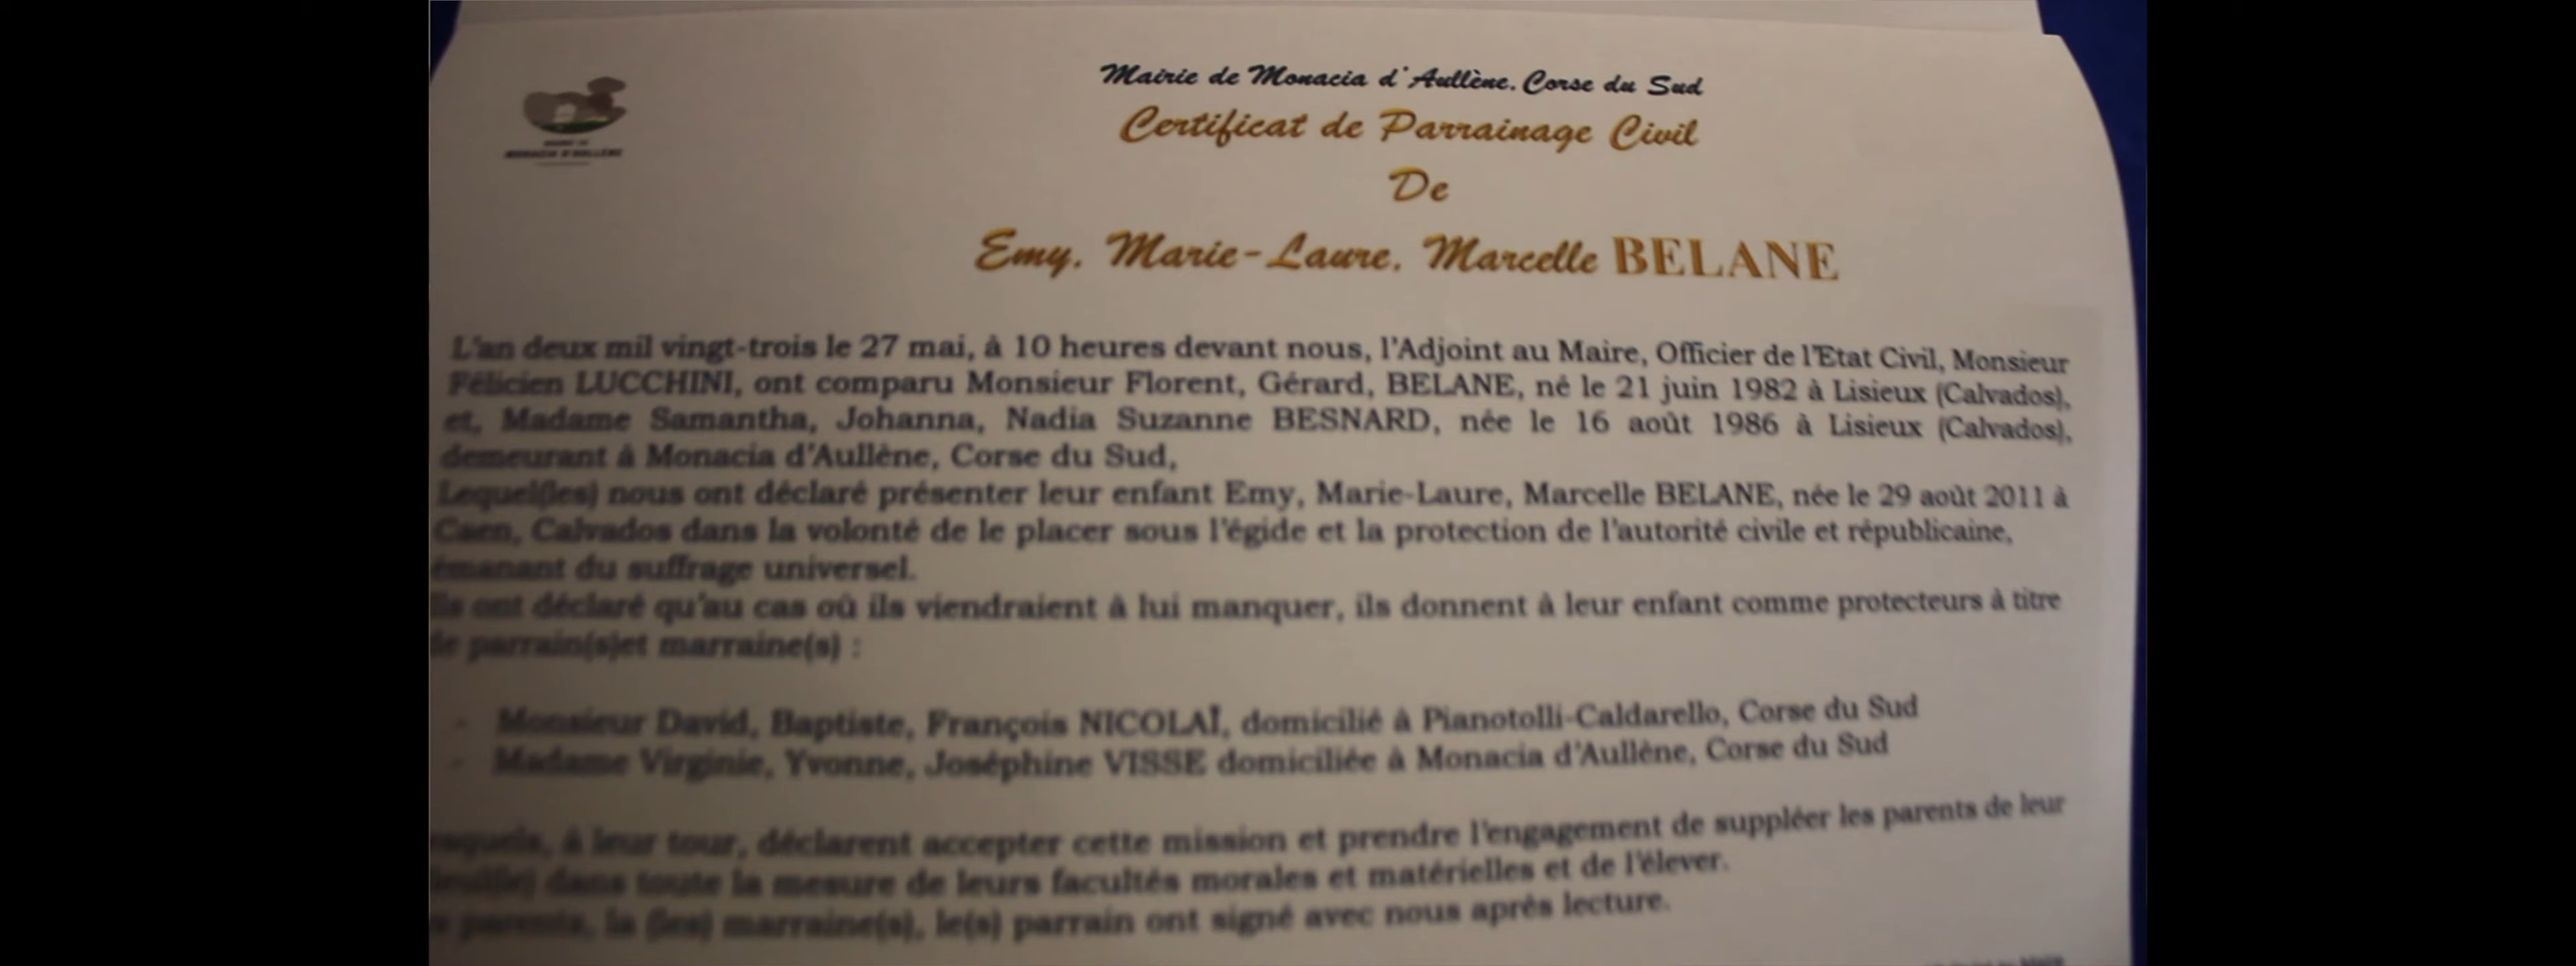 MAIRIE DE
MONACIA D'AULLÈNE
Mairie de Monacia d'Aullène. Corse du Sud
Certificat de Parrainage Civil
De
Emy. Marie-Laure. Marcelle BELANE
L'an deux mil vingt-trois le 27 mai, à 10 heures devant nous, l'Adjoint au Maire, Officier de l'Etat Civil, Monsieur
Félicien LUCCHINI, ont comparu Monsieur Florent, Gérard, BELANE, né le 21 juin 1982 à Lisieux (Calvados),
et, Madame Samantha, Johanna, Nadia Suzanne BESNARD, née le 16 août 1986 à Lisieux (Calvados),
demeurant à Monacia d'Aullène, Corse du Sud,
Lequel(les) nous ont déclaré présenter leur enfant Emy, Marie-Laure, Marcelle BELANE, née le 29 août 2011 à
Caen, Calvados dans la volonté de le placer sous l'égide et la protection de l'autorité civile et républicaine,
émanant du suffrage universel.
Ils ont déclaré qu'au cas où ils viendraient à lui manquer, ils donnent à leur enfant comme protecteurs à titre
de parrain(s)et marraine(s) :
- Monsieur David, Baptiste, François NICOLAÏ, domicilié à Pianotolli-Caldarello, Corse du Sud
- Madame Virginie, Yvonne, Joséphine VISSE domiciliée à Monacia d'Aullène, Corse du Sud
à leur tour, déclarent accepter cette mission et prendre l'engagement de suppléer les parents de leur
dans toute la mesure de leurs facultés morales et matérielles et de l'élever.
parents, la (les) marraine(s), le(s) parrain ont signé avec nous après lecture.